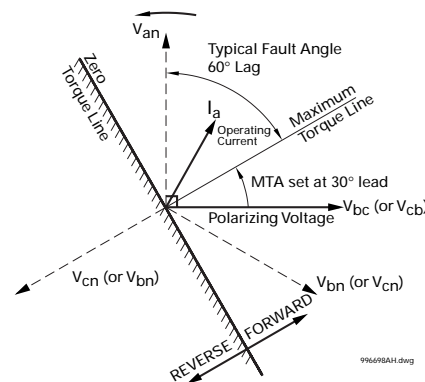 Van
Typical Fault Angle
60° Lag
Zero
Torque Line
Ia
Operating
Current
Maximum
Torque Line
MTA set at 30° lead
Vbc (or Vcb)
Polarizing Voltage
Vcn (or Vbn)
Vbn (or Vcn)
REVERSE
FORWARD
996698AH.dwg